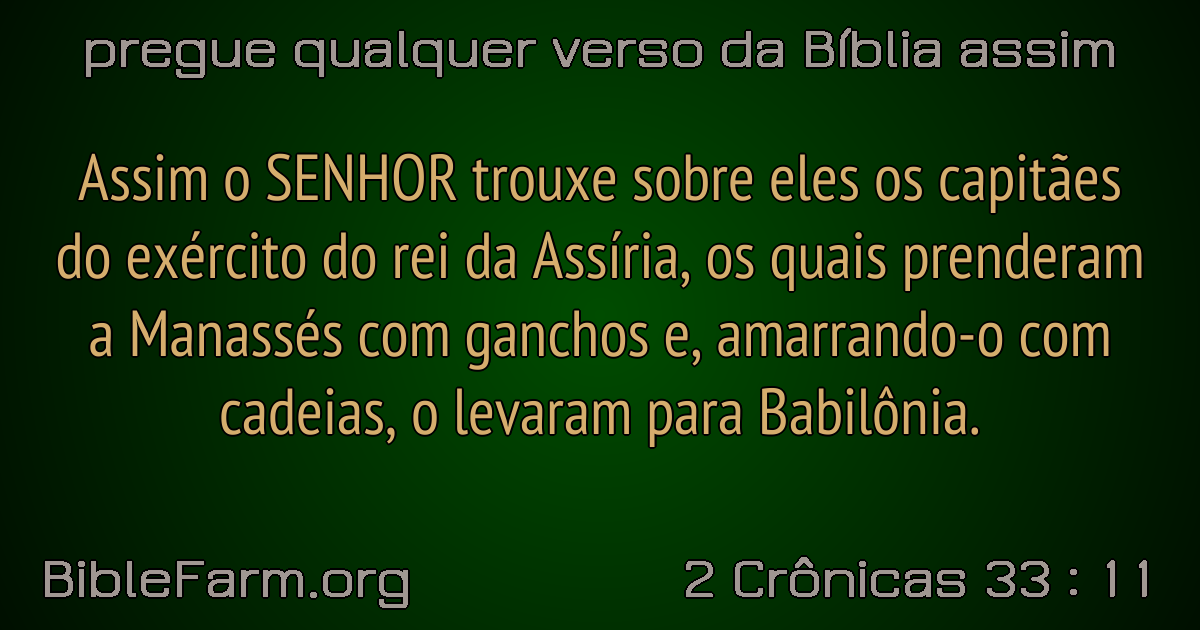 pregue qualquer verso da Bíblia assim
Assim o SENHOR trouxe sobre eles os capitães
do exército do rei da Assíria, os quais prenderam
a Manassés com ganchos e, amarrando-o com
cadeias, o levaram para Babilônia.
BibleFarm.org
2 Crônicas 33 : 11